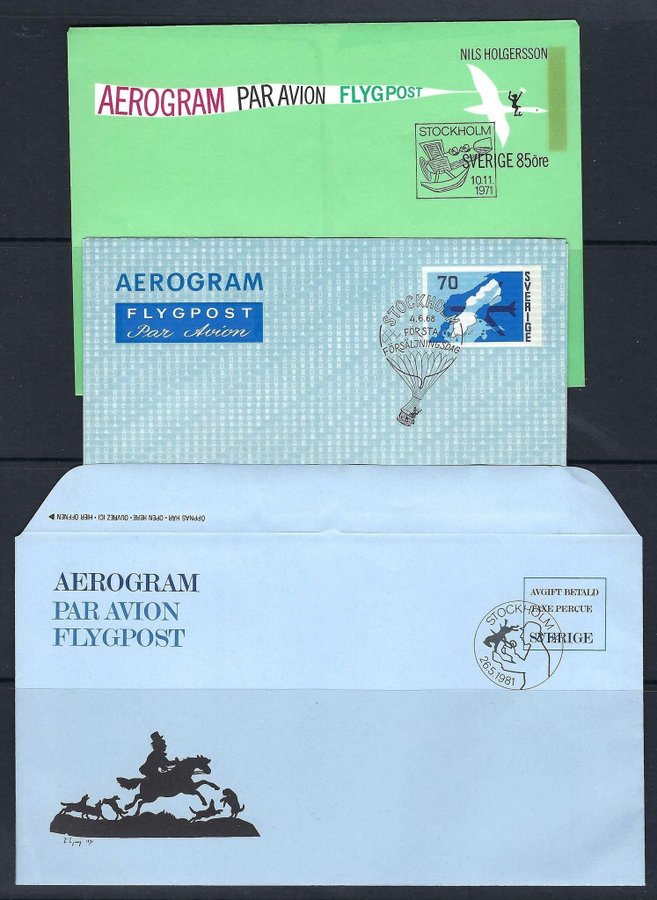 NILS HOLGERSSON
AEROGRAM PAR AVION FLYGPOST
STOCKHOLM
SVERIGE 85öre
10.11.
1971
AEROGRAM
FLYGPOST
Par Avion
70
SVERIGE
STOCKHOLM
4.6.68
FÖRSTA
FÖRSÄLJNINGSDAG
ÖPPNAS HÄR · OPEN HERE · OUVREZ ICI · HIER ÖFFNEN
AEROGRAM
PAR AVION
FLYGPOST
AVGIFT BETALD
TAXE PERÇUE
SVERIGE
STOCKHOLM
26.5.1981